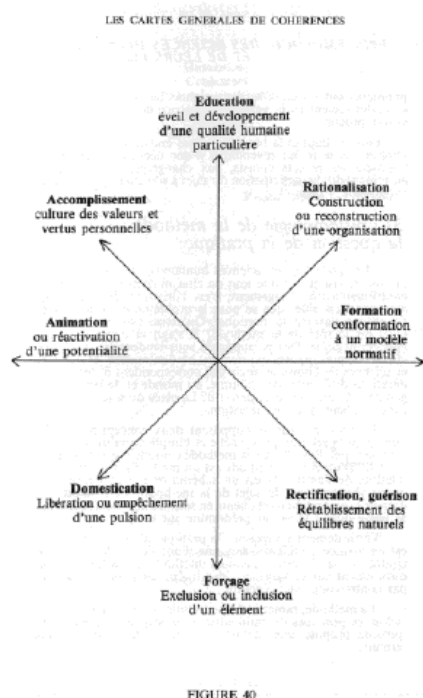 LES CARTES GENERALES DE COHERENCES
Education
éveil et développement
d'une qualité humaine
particulière
Accomplissement
culture des valeurs et
vertus personnelles
Rationalisation
Construction
ou reconstruction
d'une organisation
Animation
ou réactivation
d'une potentialité
Formation
conformation
à un modèle
normatif
Domestication
Libération ou empêchement
d'une pulsion
Rectification, guérison
Rétablissement des
équilibres naturels
Forçage
Exclusion ou inclusion
d'un élément
FIGURE 40